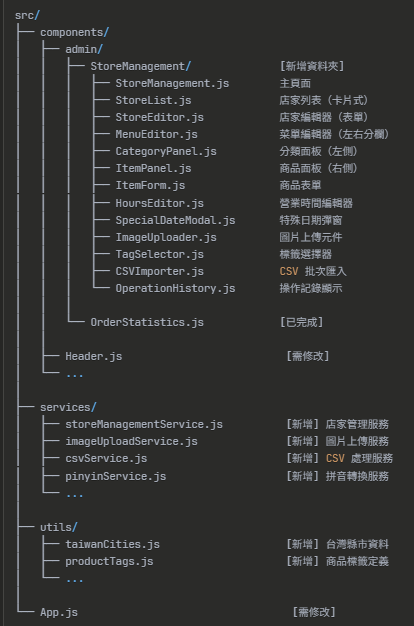 src/
├── components/
│   ├── admin/
│   │   ├── StoreManagement/              [新增資料夾]
│   │   │   ├── StoreManagement.js        主頁面
│   │   │   ├── StoreList.js              店家列表（卡片式）
│   │   │   ├── StoreEditor.js            店家編輯器（表單）
│   │   │   ├── MenuEditor.js             菜單編輯器（左右分欄）
│   │   │   ├── CategoryPanel.js          分類面板（左側）
│   │   │   ├── ItemPanel.js              商品面板（右側）
│   │   │   ├── ItemForm.js               商品表單
│   │   │   ├── HoursEditor.js            營業時間編輯器
│   │   │   ├── SpecialDateModal.js       特殊日期彈窗
│   │   │   ├── ImageUploader.js          圖片上傳元件
│   │   │   ├── TagSelector.js            標籤選擇器
│   │   │   ├── CSVImporter.js            CSV 批次匯入
│   │   │   └── OperationHistory.js       操作記錄顯示
│   │   │
│   │   └── OrderStatistics.js            [已完成]
│   │
│   ├── Header.js                          [需修改]
│   └── ...
│
├── services/
│   ├── storeManagementService.js          [新增] 店家管理服務
│   ├── imageUploadService.js              [新增] 圖片上傳服務
│   ├── csvService.js                      [新增] CSV 處理服務
│   ├── pinyinService.js                   [新增] 拼音轉換服務
│   └── ...
│
├── utils/
│   ├── taiwanCities.js                    [新增] 台灣縣市資料
│   ├── productTags.js                     [新增] 商品標籤定義
│   └── ...
│
└── App.js                                  [需修改]